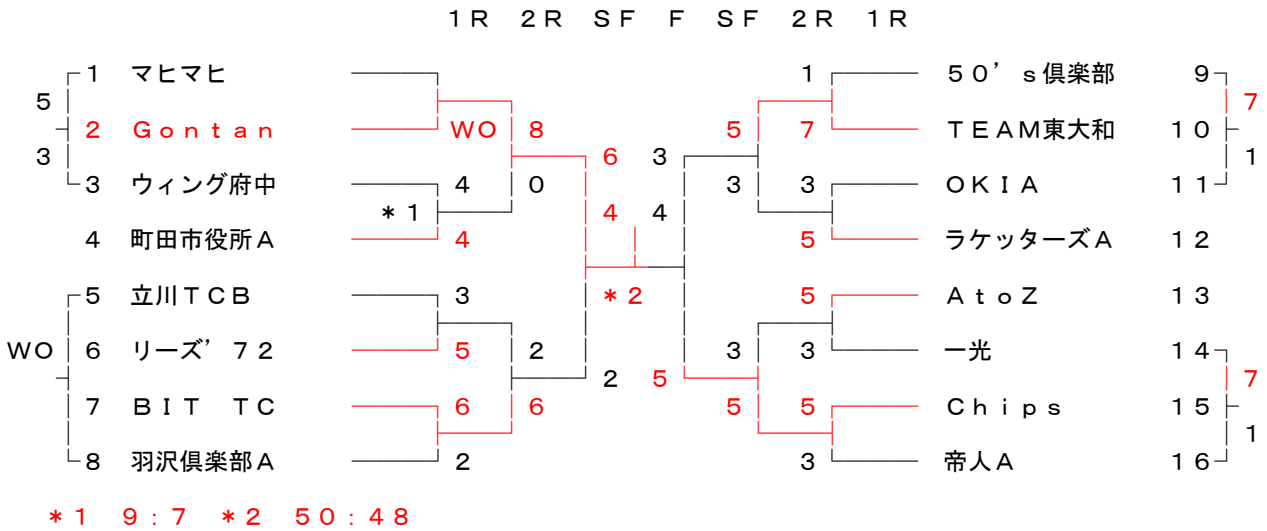 １Ｒ ２Ｒ ＳＦ Ｆ ＳＦ ２Ｒ １Ｒ
1 マヒマヒ 1 ５０’ｓ倶楽部 9
5 7
2 Ｇｏｎｔａｎ ＷＯ 8 5 7 ＴＥＡＭ東大和 10
3 6 3 1
3 ウィング府中 4 0 3 3 ＯＫＩＡ 11
＊１ 4 4
4 町田市役所Ａ 4 5 ラケッターズＡ 12
5 立川ＴＣＢ 3 ＊２ 5 ＡｔｏＺ 13
ＷＯ 6 リーズ’７２ 5 2 3 3 一光 14
2 5 7
7 ＢＩＴ ＴＣ 6 6 5 5 Ｃｈｉｐｓ 15
1
8 羽沢倶楽部Ａ 2 3 帝人Ａ 16
＊１ ９：７ ＊２ ５０：４８